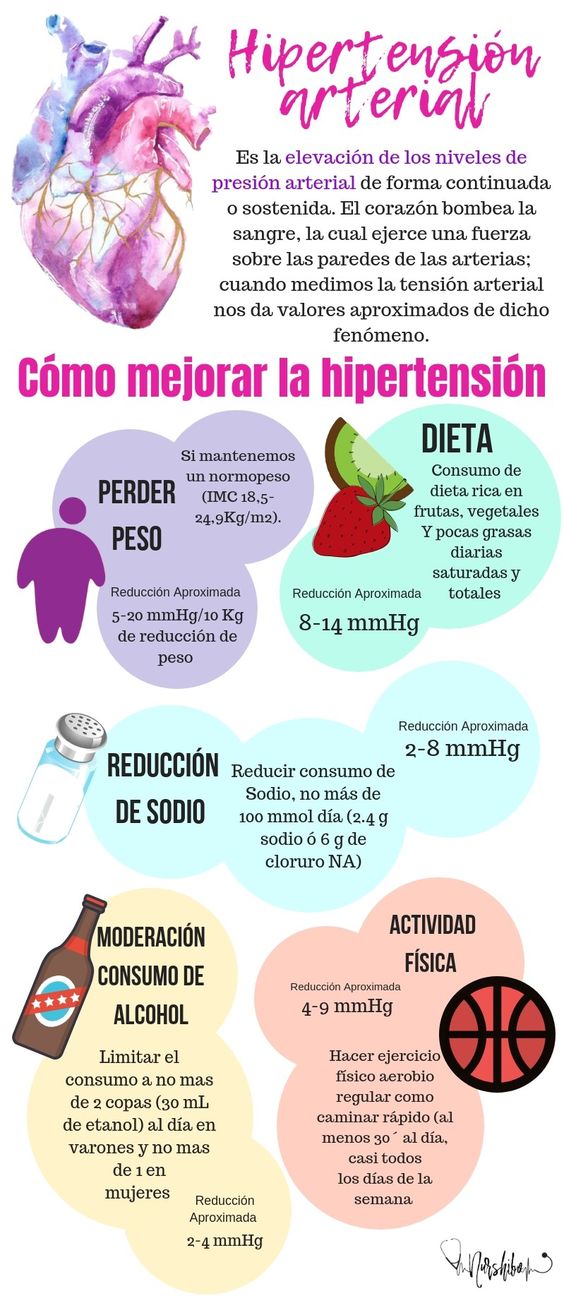 Hipertensión
arterial
Es la elevación de los niveles de
presión arterial de forma continuada
o sostenida. El corazón bombea la
sangre, la cual ejerce una fuerza
sobre las paredes de las arterias;
cuando medimos la tensión arterial
nos da valores aproximados de dicho
fenómeno.
Cómo mejorar la hipertensión
PERDER
PESO
Si mantenemos
un normopeso
(IMC 18,5-
24,9Kg/m2).
Reducción Aproximada
5-20 mmHg/10 Kg
de reducción de
peso
DIETA
Consumo de
dieta rica en
frutas, vegetales
Y pocas grasas
diarias
saturadas y
totales
Reducción Aproximada
8-14 mmHg
REDUCCIÓN
DE SODIO
Reducir consumo de
Sodio, no más de
100 mmol día (2.4 g
sodio ó 6 g de
cloruro NA)
Reducción Aproximada
2-8 mmHg
MODERACIÓN
CONSUMO DE
ALCOHOL
Limitar el
consumo a no mas
de 2 copas (30 mL
de etanol) al día en
varones y no mas
de 1 en
mujeres
Reducción
Aproximada
2-4 mmHg
ACTIVIDAD
FÍSICA
Reducción Aproximada
4-9 mmHg
Hacer ejercicio
físico aerobio
regular como
caminar rápido (al
menos 30´ al día,
casi todos
los días de la
semana